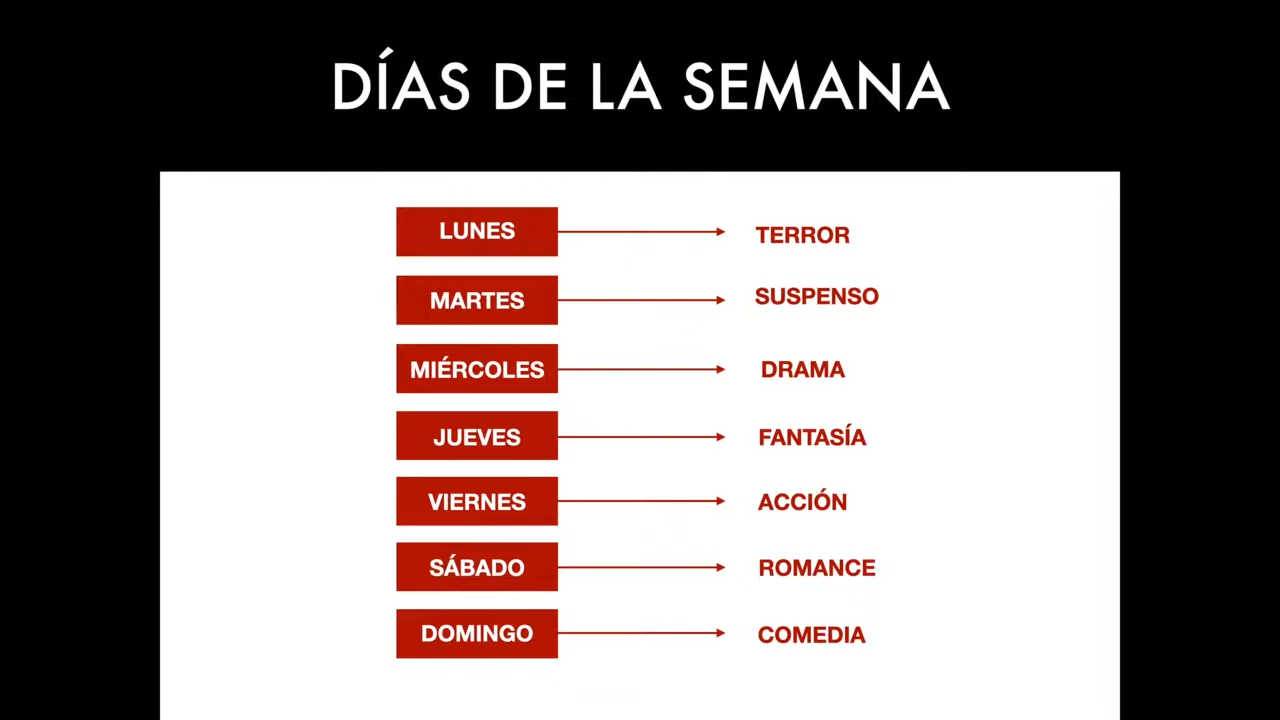 DÍAS DE LA SEMANA
LUNES TERROR
MARTES SUSPENSO
MIÉRCOLES DRAMA
JUEVES FANTASÍA
VIERNES ACCIÓN
SÁBADO ROMANCE
DOMINGO COMEDIA